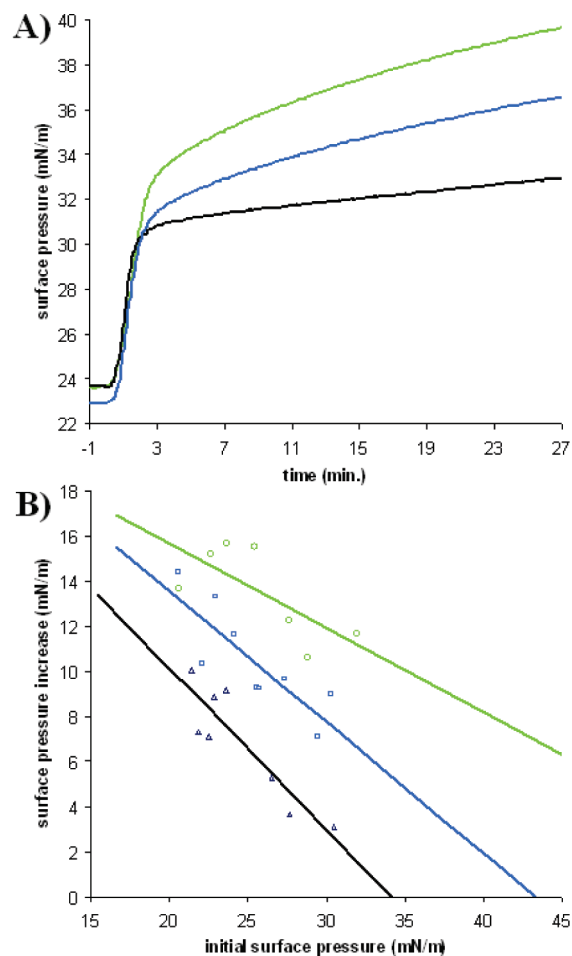 A)
surface pressure (mN/m)
40
38
36
34
32
30
28
26
24
22
-1 3 7 11 15 19 23 27
time (min.)
B)
surface pressure increase (mN/m)
18
16
14
12
10
8
6
4
2
0
15 20 25 30 35 40 45
initial surface pressure (mN/m)